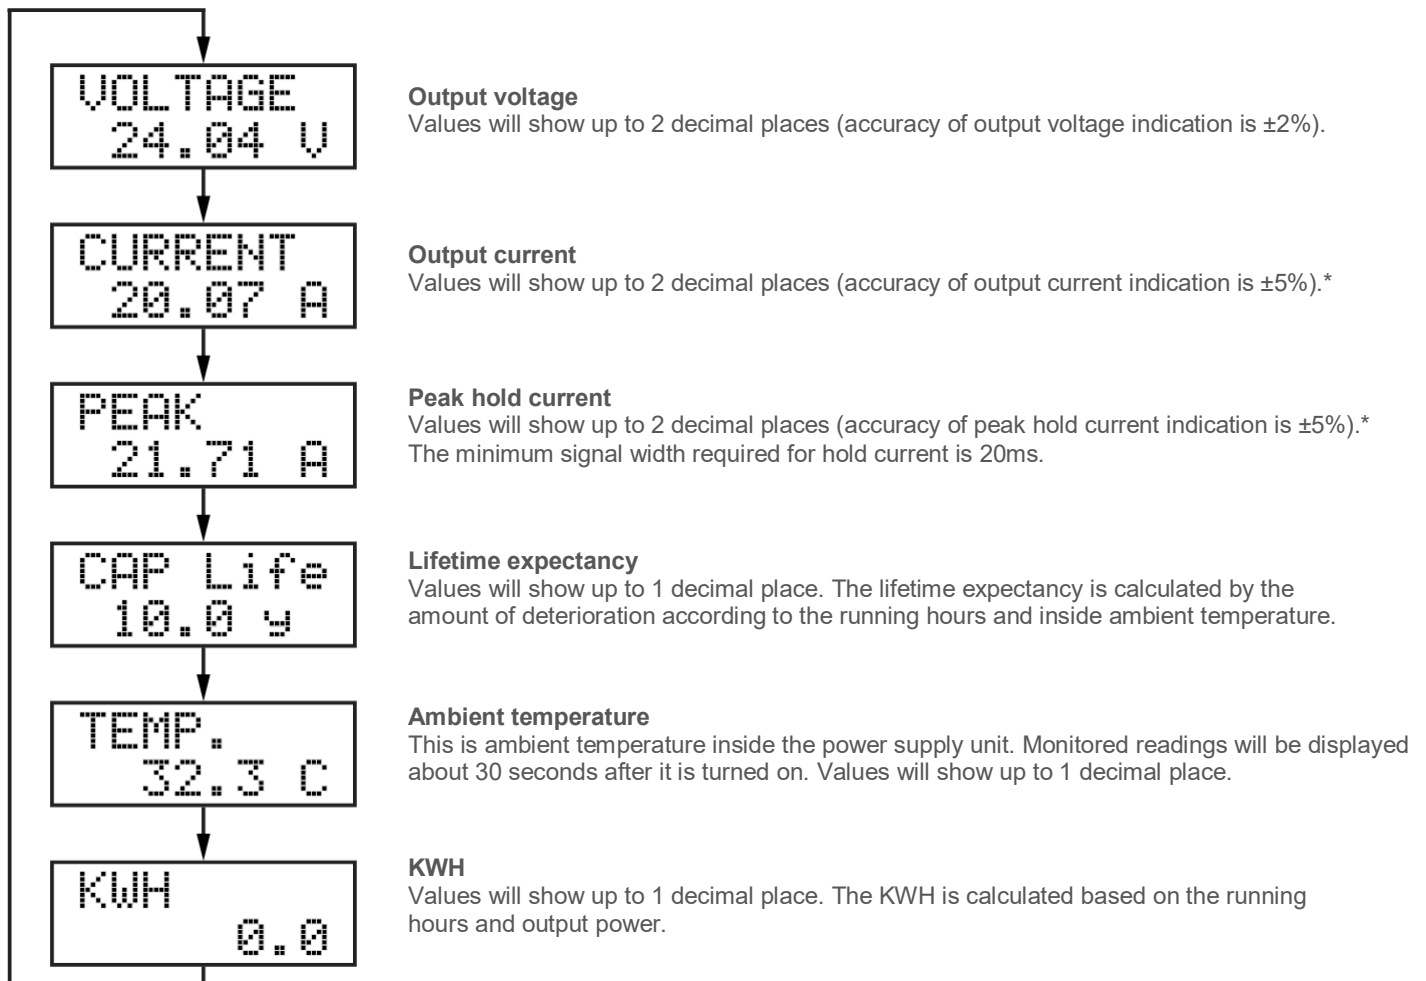 VOLTAGE
24.04 V
Output voltage
Values will show up to 2 decimal places (accuracy of output voltage indication is ±2%).
CURRENT
20.07 A
Output current
Values will show up to 2 decimal places (accuracy of output current indication is ±5%).*
PEAK
21.71 A
Peak hold current
Values will show up to 2 decimal places (accuracy of peak hold current indication is ±5%).*
The minimum signal width required for hold current is 20ms.
CAP Life
10.0 y
Lifetime expectancy
Values will show up to 1 decimal place. The lifetime expectancy is calculated by the
amount of deterioration according to the running hours and inside ambient temperature.
TEMP.
32.3 C
Ambient temperature
This is ambient temperature inside the power supply unit. Monitored readings will be displayed
about 30 seconds after it is turned on. Values will show up to 1 decimal place.
KWH
0.0
KWH
Values will show up to 1 decimal place. The KWH is calculated based on the running
hours and output power.